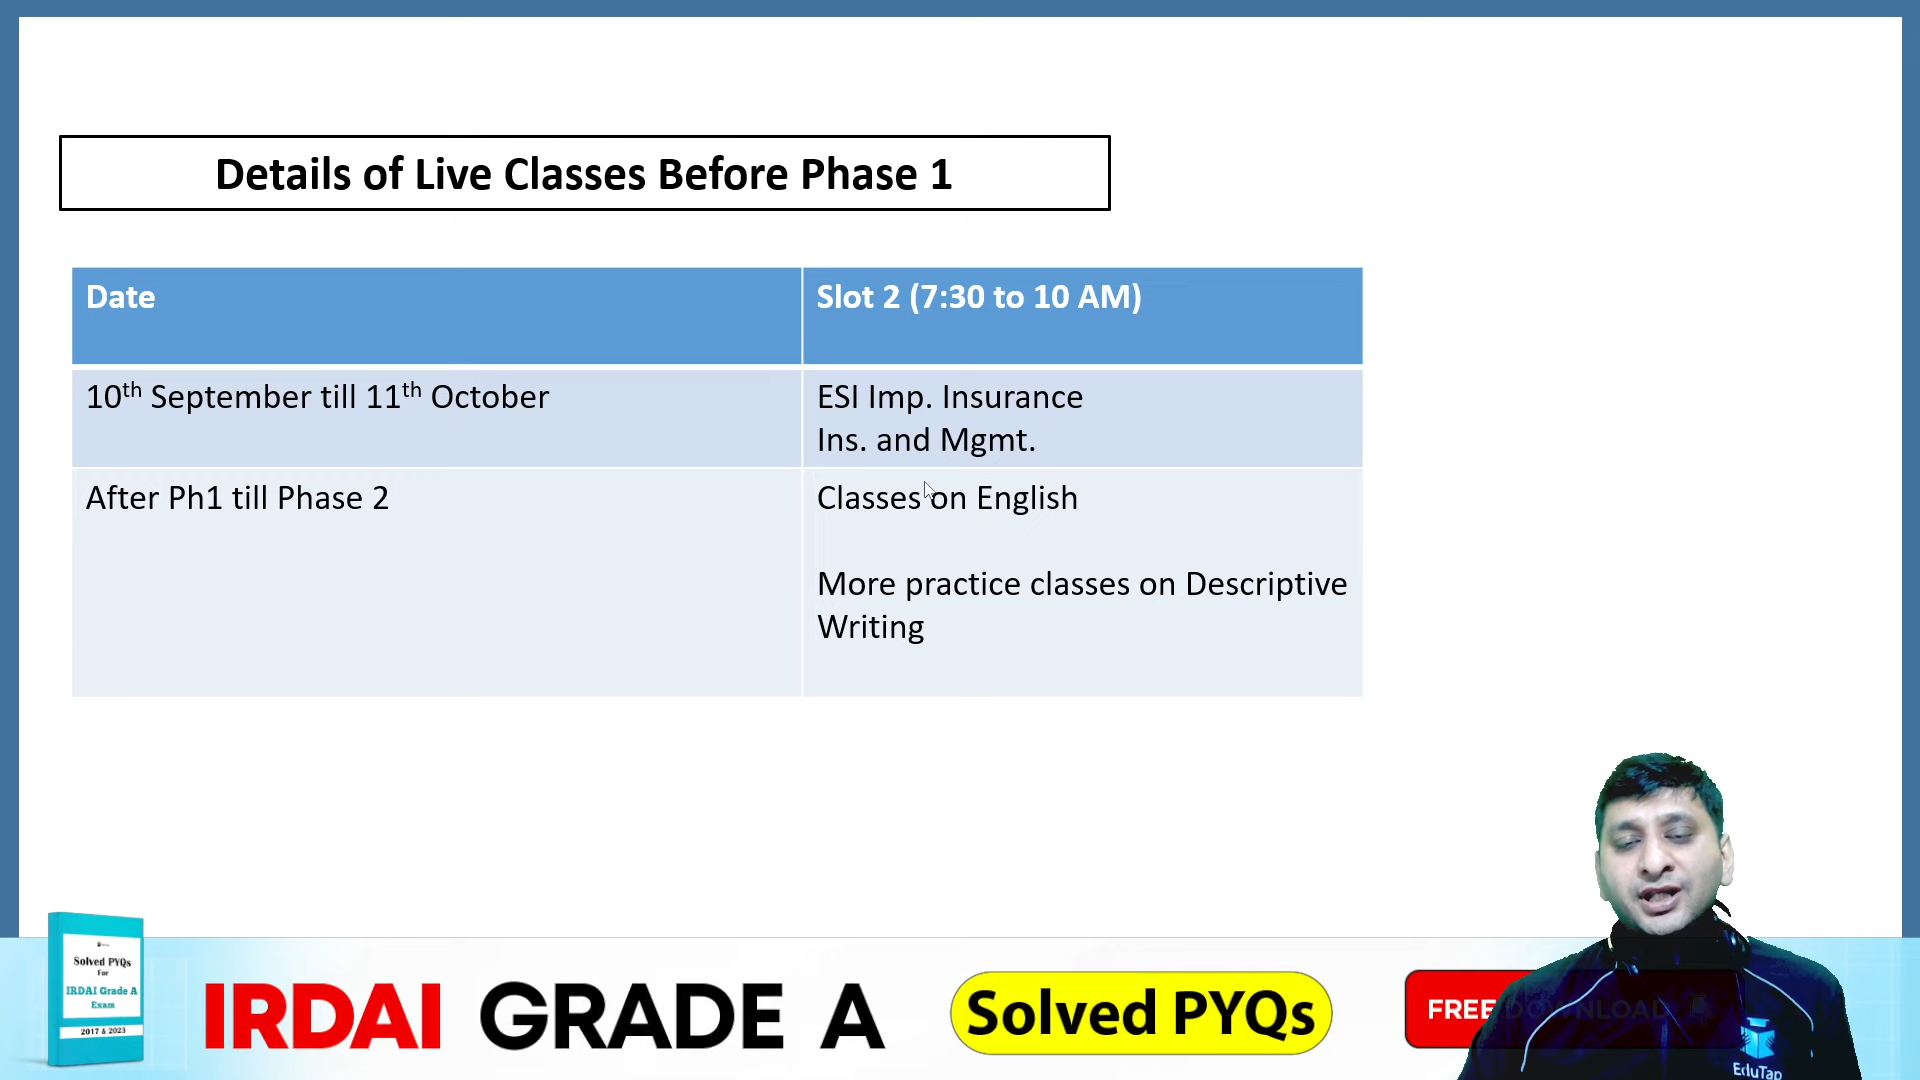 Details of Live Classes Before Phase 1
Date
Slot 2 (7:30 to 10 AM)
10th September till 11th October
ESI Imp. Insurance
Ins. and Mgmt.
After Ph1 till Phase 2
Classes on English
More practice classes on Descriptive
Writing
Solved PYQs
For
IRDAI Grade A
Exam
2017 & 2023
IRDAI GRADE A
Solved PYQs
FREE DOWNLOAD
EduTap